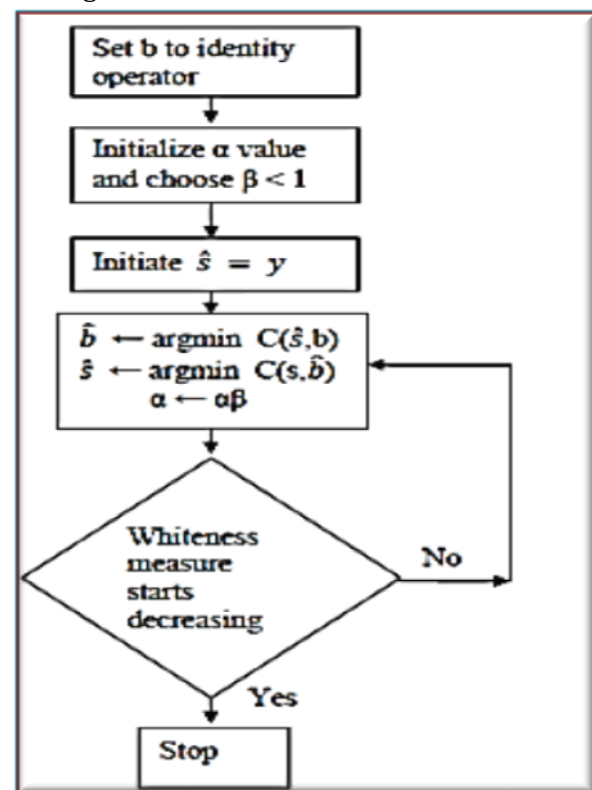 Set b to identity
operator
Initialize α value
and choose β < 1
Initiate ŝ = y
b̂ ← argmin C(ŝ,b)
ŝ ← argmin C(s,b̂)
α ← αβ
Whiteness
measure
starts
decreasing
No
Yes
Stop